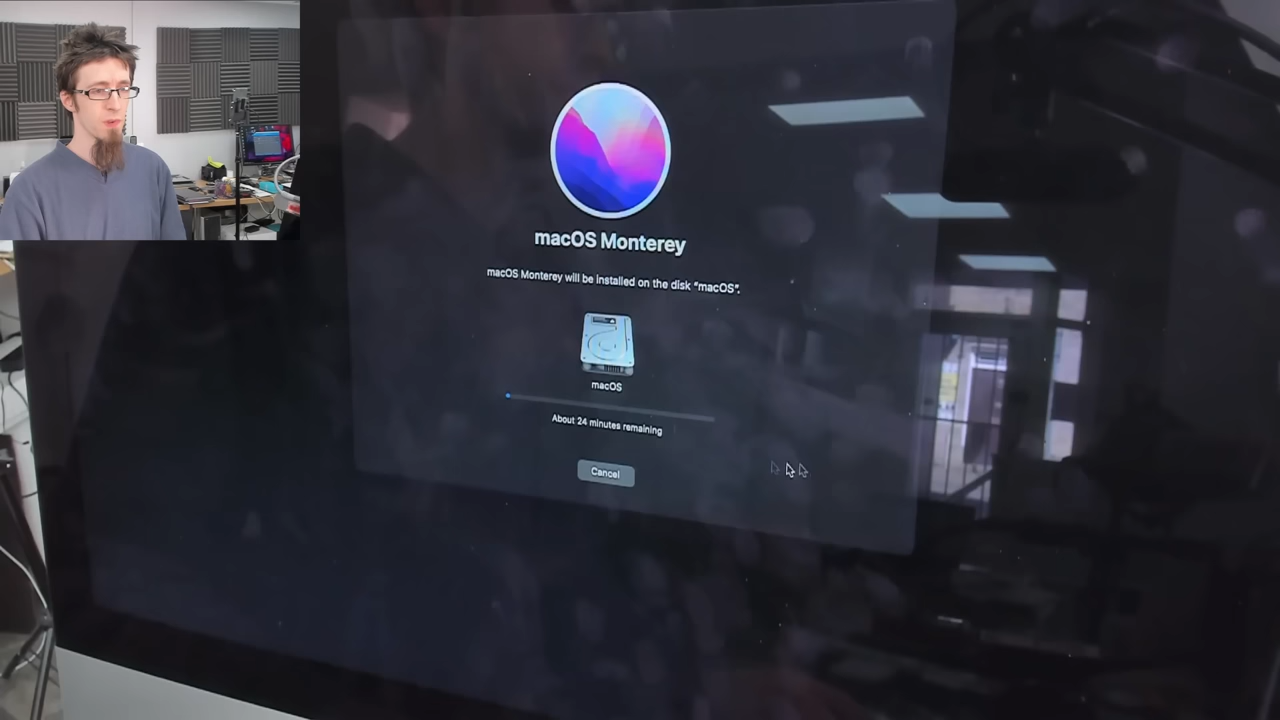 macOS Monterey
macOS Monterey will be installed on the disk “macOS”.
macOS
About 24 minutes remaining
Cancel